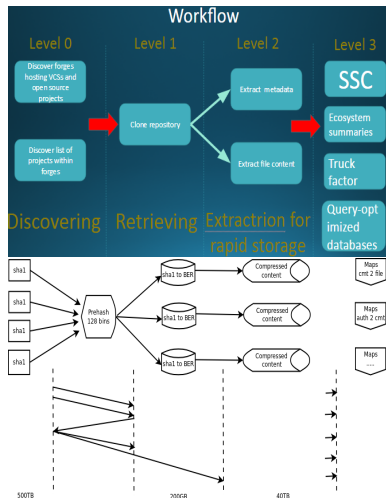 Workflow
Level 0
Level 1
Level 2
Level 3
Discover forges
hosting VCSs and
open source
projects
Discover list of
projects within
forges
Clone repository
Extract metadata
Extract file content
SSC
Ecosystem
summaries
Truck
factor
Query-opt
imized
databases
Discovering
Retrieving
Extractrion for
rapid storage
sha1
sha1
sha1
sha1
Prehash
128 bins
sha1 to BER
sha1 to BER
sha1 to BER
Compressed
content
Compressed
content
Compressed
content
Maps
cmt 2 file
Maps
auth 2 cmt
Maps
.....
500TB
200GB
40TB